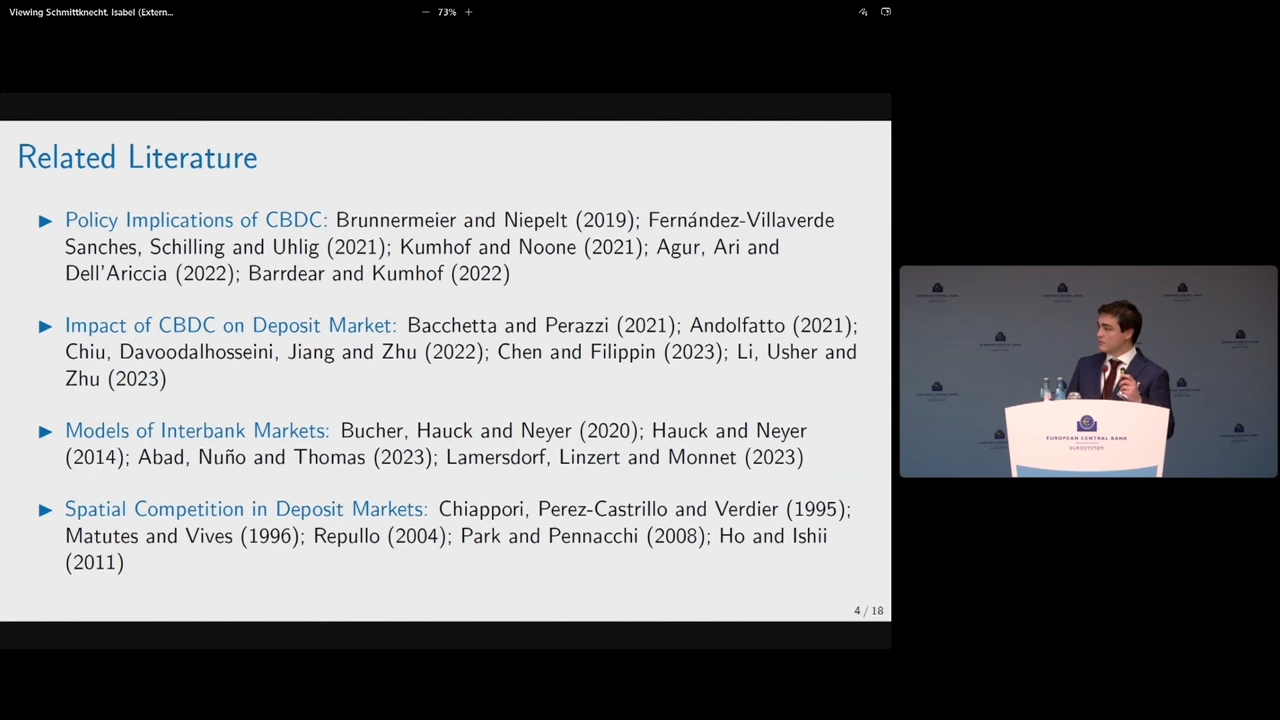 Viewing Schmittknecht, Isabel (Extern...
73%
Related Literature
Policy Implications of CBDC: Brunnermeier and Niepelt (2019); Fernández-Villaverde
Sanches, Schilling and Uhlig (2021); Kumhof and Noone (2021); Agur, Ari and
Dell'Ariccia (2022); Barrdear and Kumhof (2022)
Impact of CBDC on Deposit Market: Bacchetta and Perazzi (2021); Andolfatto (2021);
Chiu, Davoodalhosseini, Jiang and Zhu (2022); Chen and Filippin (2023); Li, Usher and
Zhu (2023)
Models of Interbank Markets: Bucher, Hauck and Neyer (2020); Hauck and Neyer
(2014); Abad, Nuño and Thomas (2023); Lamersdorf, Linzert and Monnet (2023)
Spatial Competition in Deposit Markets: Chiappori, Perez-Castrillo and Verdier (1995);
Matutes and Vives (1996); Repullo (2004); Park and Pennacchi (2008); Ho and Ishii
(2011)
4 / 18
EUROPEAN CENTRAL BANK
EUROSYSTEM